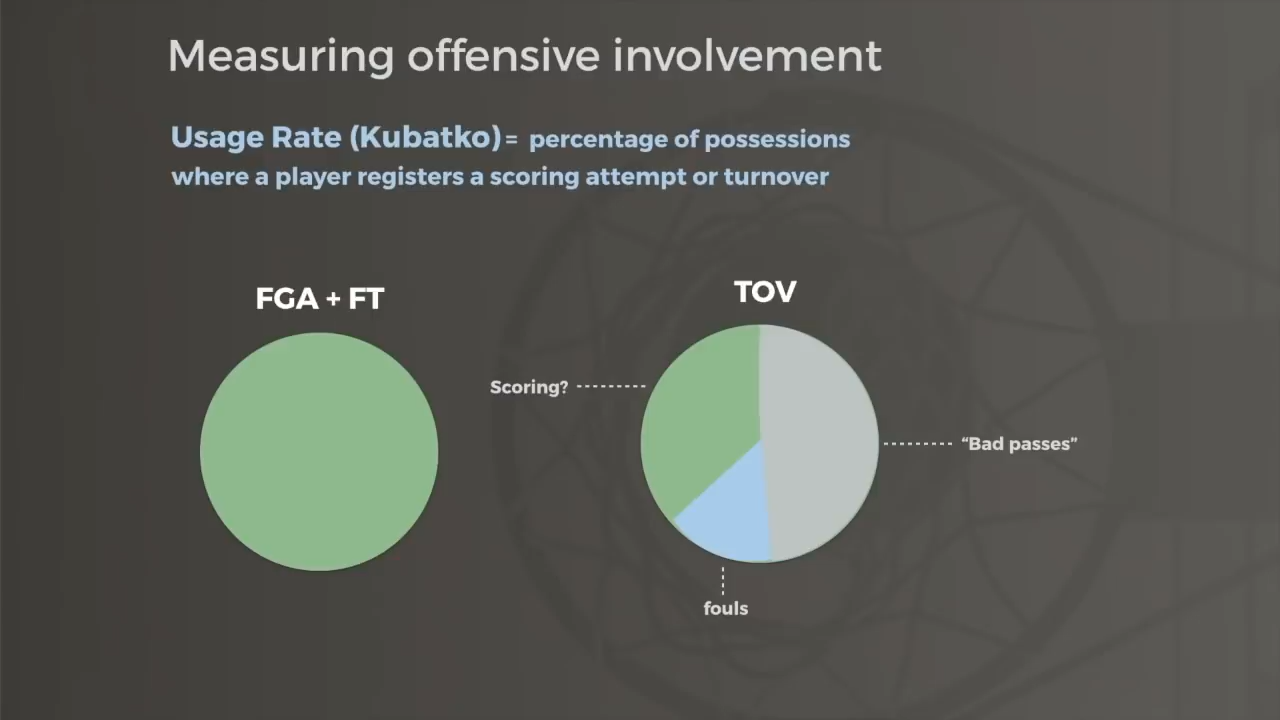 Measuring offensive involvement
Usage Rate (Kubatko) = percentage of possessions
where a player registers a scoring attempt or turnover
FGA + FT
TOV
Scoring?
“Bad passes”
fouls